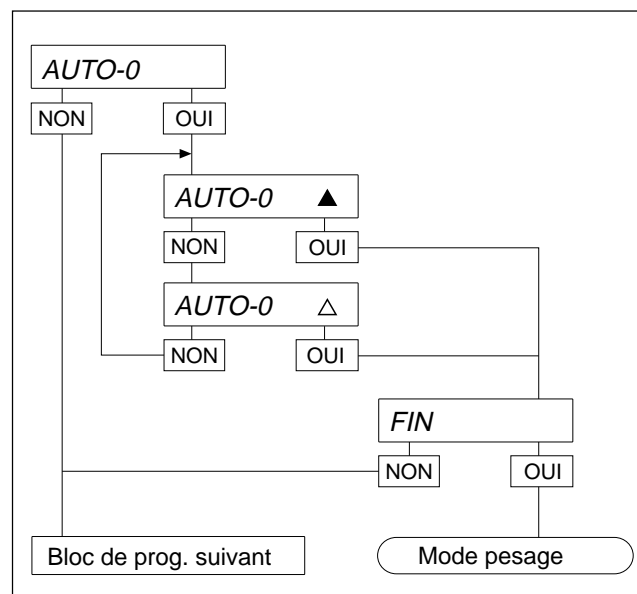 AUTO-0
NON OUI
AUTO-0 ▲
NON OUI
AUTO-0 △
NON OUI
FIN
NON OUI
Bloc de prog. suivant
Mode pesage